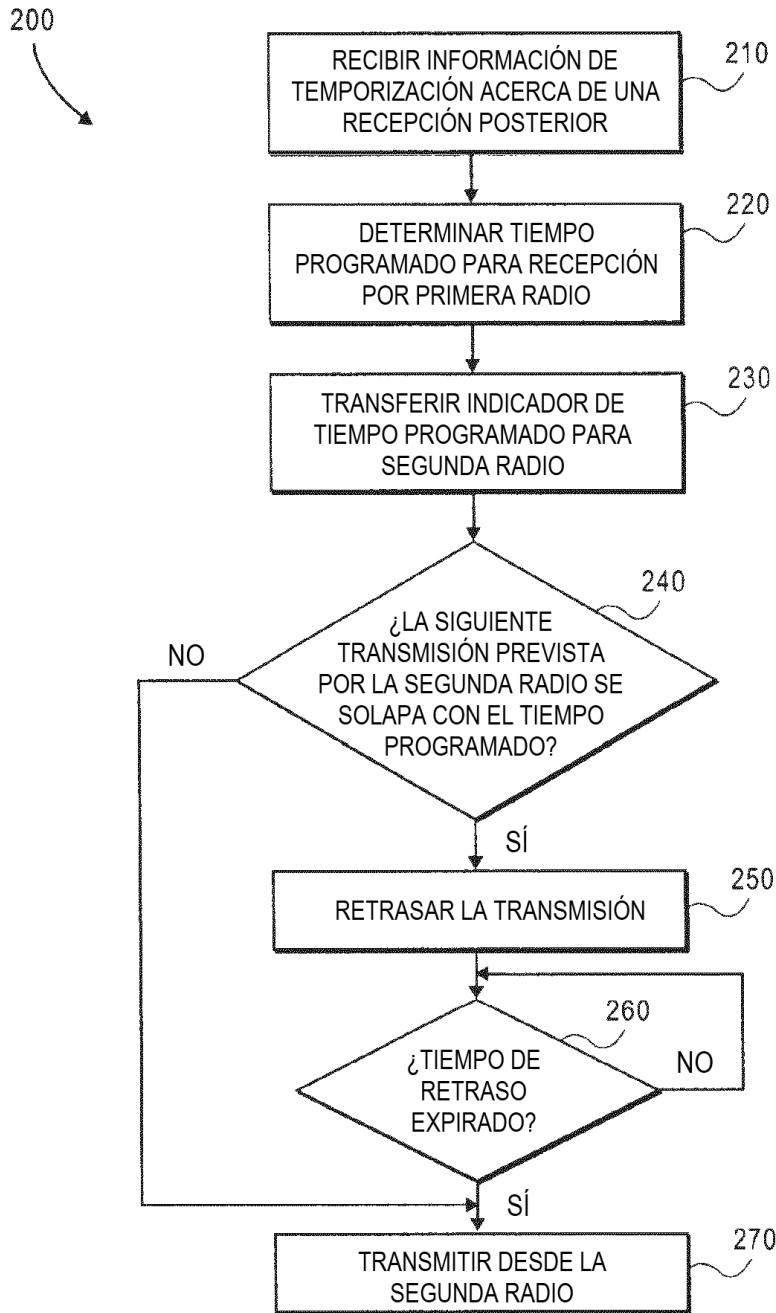 200
RECIBIR INFORMACIÓN DE
TEMPORIZACIÓN ACERCA DE UNA
RECEPCIÓN POSTERIOR
210
DETERMINAR TIEMPO
PROGRAMADO PARA RECEPCIÓN
POR PRIMERA RADIO
220
TRANSFERIR INDICADOR DE
TIEMPO PROGRAMADO PARA
SEGUNDA RADIO
230
¿LA SIGUIENTE
TRANSMISIÓN PREVISTA
POR LA SEGUNDA RADIO SE
SOLAPA CON EL TIEMPO
PROGRAMADO?
240
NO
SÍ
RETRASAR LA TRANSMISIÓN
250
¿TIEMPO DE
RETRASO
EXPIRADO?
260
NO
SÍ
TRANSMITIR DESDE LA
SEGUNDA RADIO
270